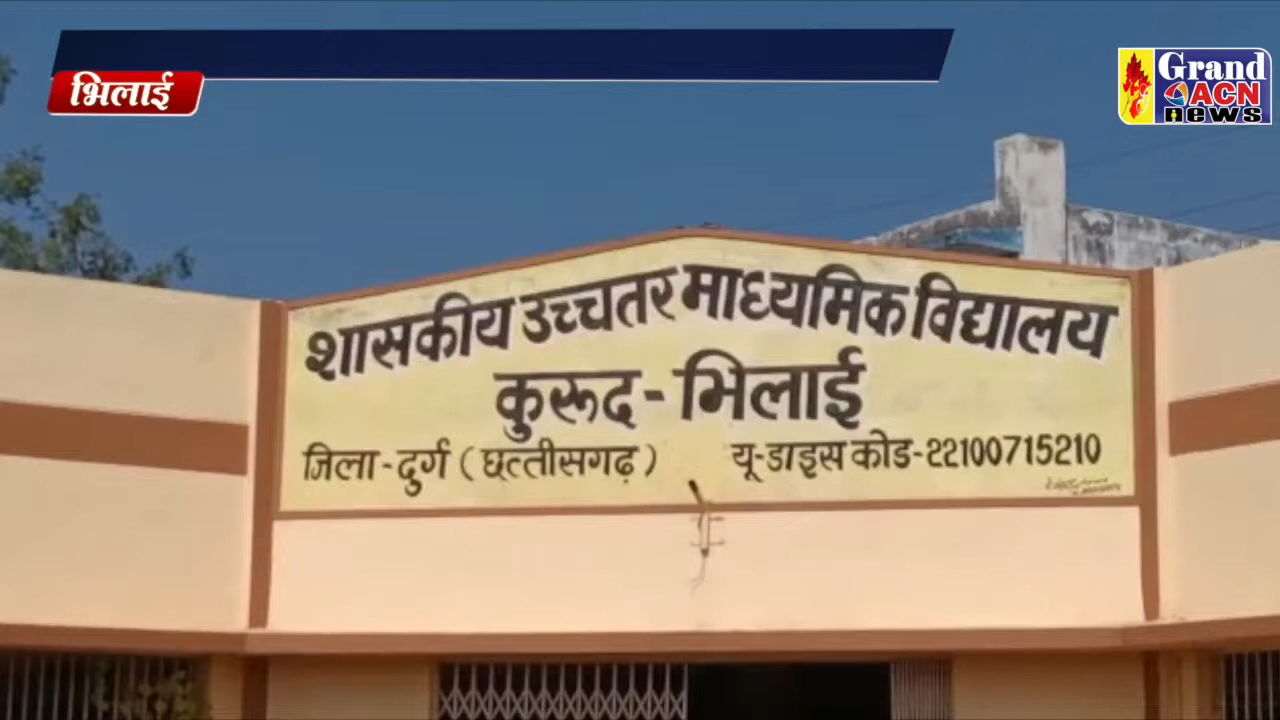 भिलाई
Grand
ACN
news
शासकीय उच्चतर माध्यमिक विद्यालय
कुरूद - भिलाई
जिला - दुर्ग ( छत्तीसगढ़ ) यू-डाइस कोड-22100715210